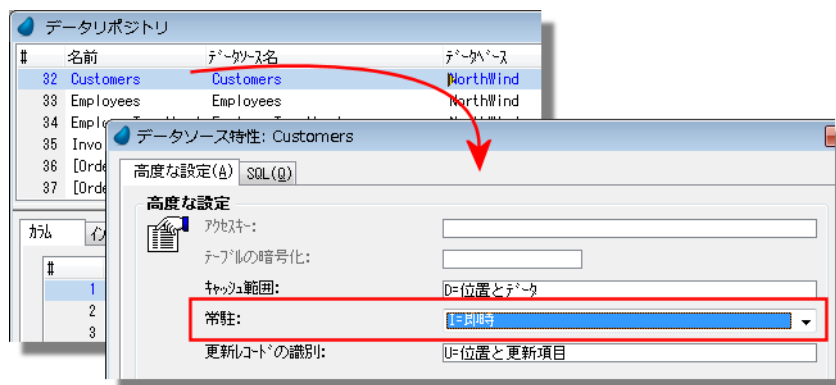 データリポジトリ
# 名前 データソース名 データベース
32 Customers Customers NorthWind
33 Employees Employees NorthWind
34
35 Invo
36 [Orde
37 [Orde
カラム
#
1
2
3
データソース特性: Customers
高度な設定(A) SQL(Q)
高度な設定
アクセスキー:
テーブルの暗号化:
キャッシュ範囲: D=位置とデータ
常駐: I=即時
更新レコードの識別: U=位置と更新項目